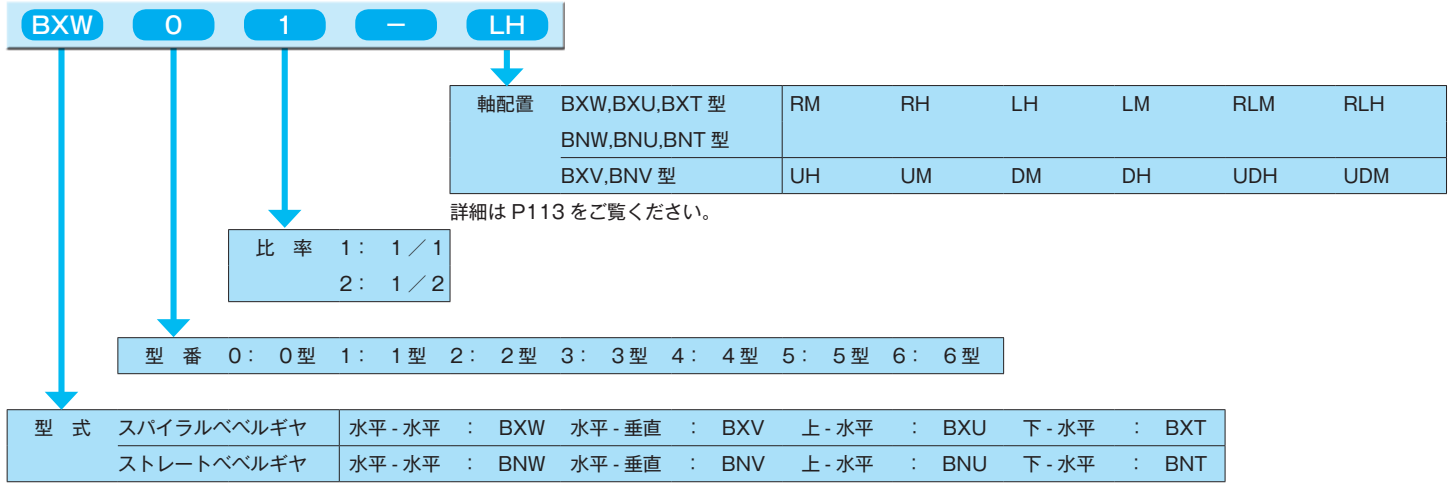 BXW 0 1 － LH
軸配置 BXW,BXU,BXT 型 RM RH LH LM RLM RLH
BNW,BNU,BNT 型
BXV,BNV 型 UH UM DM DH UDH UDM
詳細は P113 をご覧ください。
比 率 1： 1 ／ 1
2： 1 ／ 2
型 番 0： 0 型 1： 1 型 2： 2 型 3： 3 型 4： 4 型 5： 5 型 6： 6 型
型 式 スパイラルベベルギヤ 水平 - 水平 ： BXW 水平 - 垂直 ： BXV 上 - 水平 ： BXU 下 - 水平 ： BXT
ストレートベベルギヤ 水平 - 水平 ： BNW 水平 - 垂直 ： BNV 上 - 水平 ： BNU 下 - 水平 ： BNT